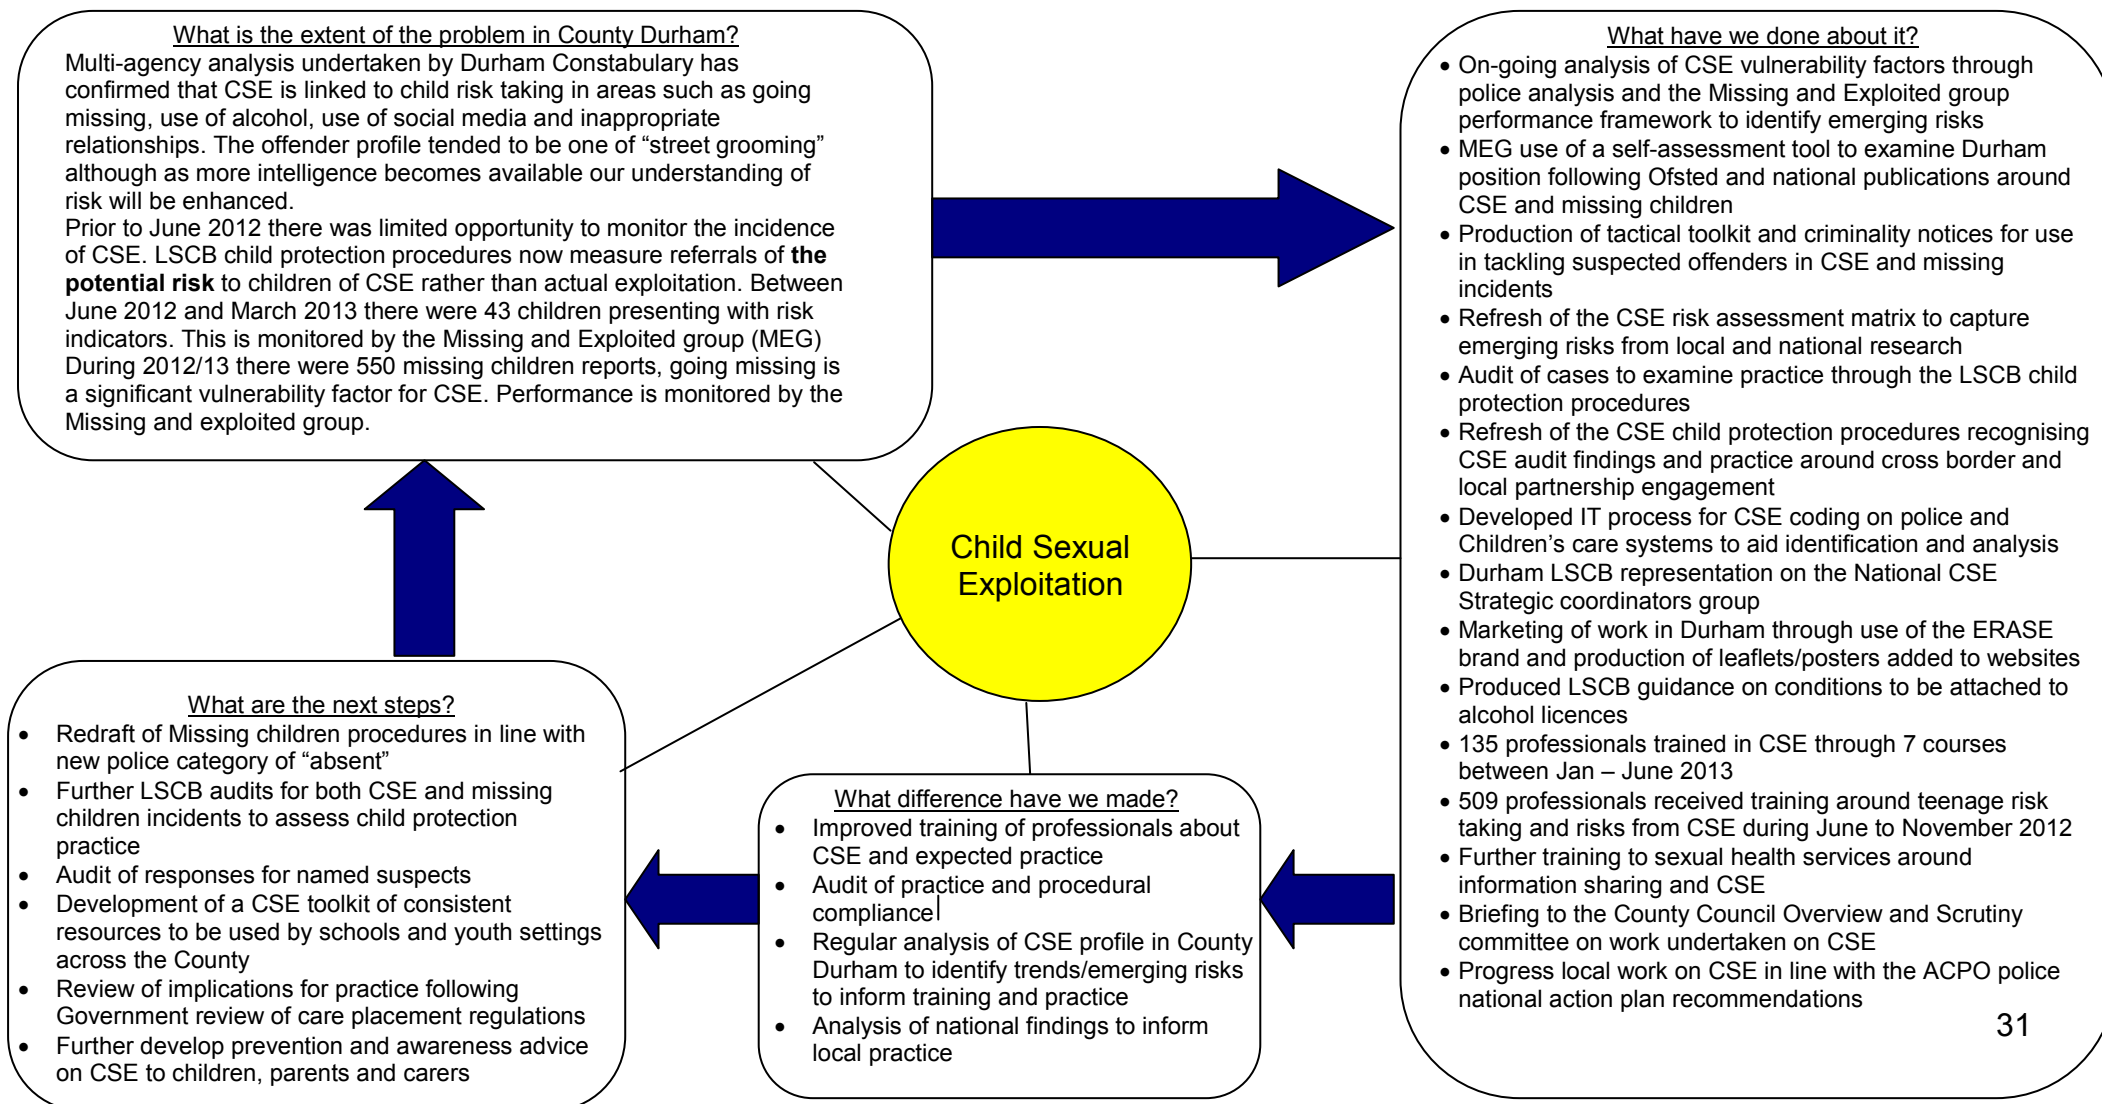 What is the extent of the problem in County Durham?
Multi-agency analysis undertaken by Durham Constabulary has
confirmed that CSE is linked to child risk taking in areas such as going
missing, use of alcohol, use of social media and inappropriate
relationships. The offender profile tended to be one of “street grooming”
although as more intelligence becomes available our understanding of
risk will be enhanced.
Prior to June 2012 there was limited opportunity to monitor the incidence
of CSE. LSCB child protection procedures now measure referrals of the
potential risk to children of CSE rather than actual exploitation. Between
June 2012 and March 2013 there were 43 children presenting with risk
indicators. This is monitored by the Missing and Exploited group (MEG)
During 2012/13 there were 550 missing children reports, going missing is
a significant vulnerability factor for CSE. Performance is monitored by the
Missing and exploited group.
What have we done about it?
• On-going analysis of CSE vulnerability factors through
police analysis and the Missing and Exploited group
performance framework to identify emerging risks
• MEG use of a self-assessment tool to examine Durham
position following Ofsted and national publications around
CSE and missing children
• Production of tactical toolkit and criminality notices for use
in tackling suspected offenders in CSE and missing
incidents
• Refresh of the CSE risk assessment matrix to capture
emerging risks from local and national research
• Audit of cases to examine practice through the LSCB child
protection procedures
• Refresh of the CSE child protection procedures recognising
CSE audit findings and practice around cross border and
local partnership engagement
• Developed IT process for CSE coding on police and
Children’s care systems to aid identification and analysis
• Durham LSCB representation on the National CSE
Strategic coordinators group
• Marketing of work in Durham through use of the ERASE
brand and production of leaflets/posters added to websites
• Produced LSCB guidance on conditions to be attached to
alcohol licences
• 135 professionals trained in CSE through 7 courses
between Jan – June 2013
• 509 professionals received training around teenage risk
taking and risks from CSE during June to November 2012
• Further training to sexual health services around
information sharing and CSE
• Briefing to the County Council Overview and Scrutiny
committee on work undertaken on CSE
• Progress local work on CSE in line with the ACPO police
national action plan recommendations
Child Sexual
Exploitation
What difference have we made?
• Improved training of professionals about
CSE and expected practice
• Audit of practice and procedural
compliance
• Regular analysis of CSE profile in County
Durham to identify trends/emerging risks
to inform training and practice
• Analysis of national findings to inform
local practice
What are the next steps?
• Redraft of Missing children procedures in line with
new police category of “absent”
• Further LSCB audits for both CSE and missing
children incidents to assess child protection
practice
• Audit of responses for named suspects
• Development of a CSE toolkit of consistent
resources to be used by schools and youth settings
across the County
• Review of implications for practice following
Government review of care placement regulations
• Further develop prevention and awareness advice
on CSE to children, parents and carers
31